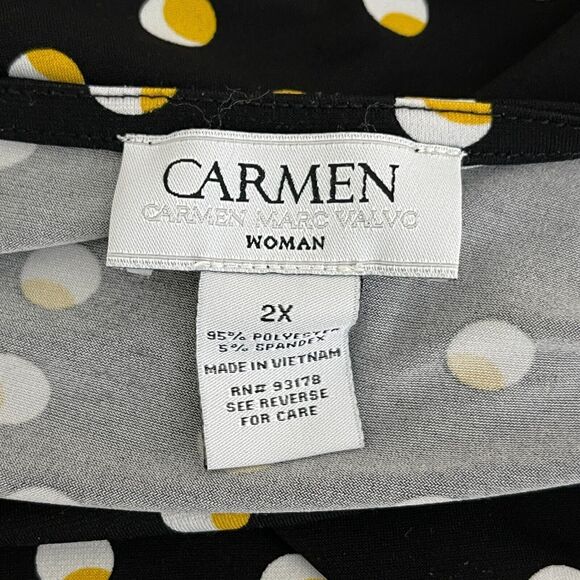 CARMEN
CARMEN MARC VALVO
WOMAN
2X
95% POLYESTER
5% SPANDEX
MADE IN VIETNAM
RN# 93178
SEE REVERSE
FOR CARE